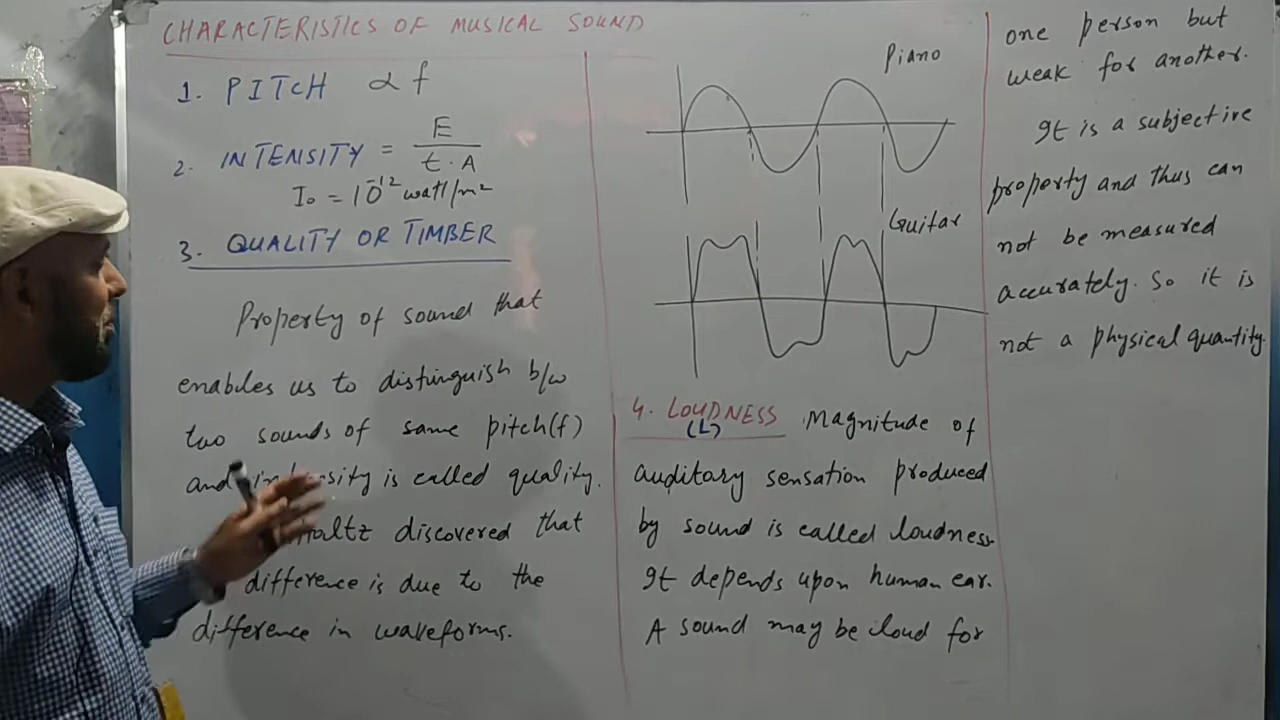 CHARACTERISTICS OF MUSICAL SOUND
1. PITCH ∝ f
2. INTENSITY = E / t·A
I₀ = 10⁻¹² watt/m²
3. QUALITY OR TIMBER
Property of sound that
enables us to distinguish b/w
two sounds of same pitch(f)
and intensity is called quality.
holtz discovered that
difference is due to the
difference in waveforms.
Piano
Guitar
4. LOUDNESS Magnitude of
(L)
auditory sensation produced
by sound is called loudness
It depends upon human ear.
A sound may be loud for
one person but
weak for another.
It is a subjective
property and thus can
not be measured
accurately. So it is
not a physical quantity.